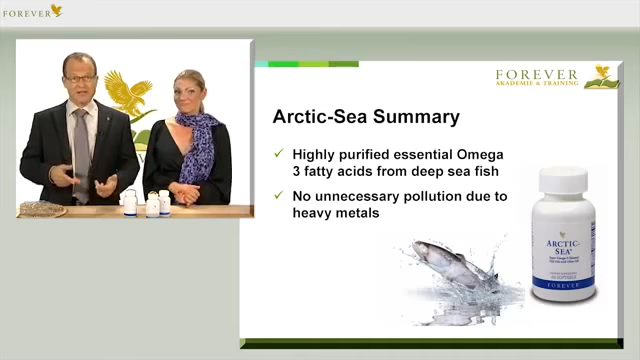 FOREVER
FOREVER
AKADEMIE & TRAINING
Arctic-Sea Summary
Highly purified essential Omega
3 fatty acids from deep sea fish
No unnecessary pollution due to
heavy metals
ARCTIC-
SEA
FOREVER